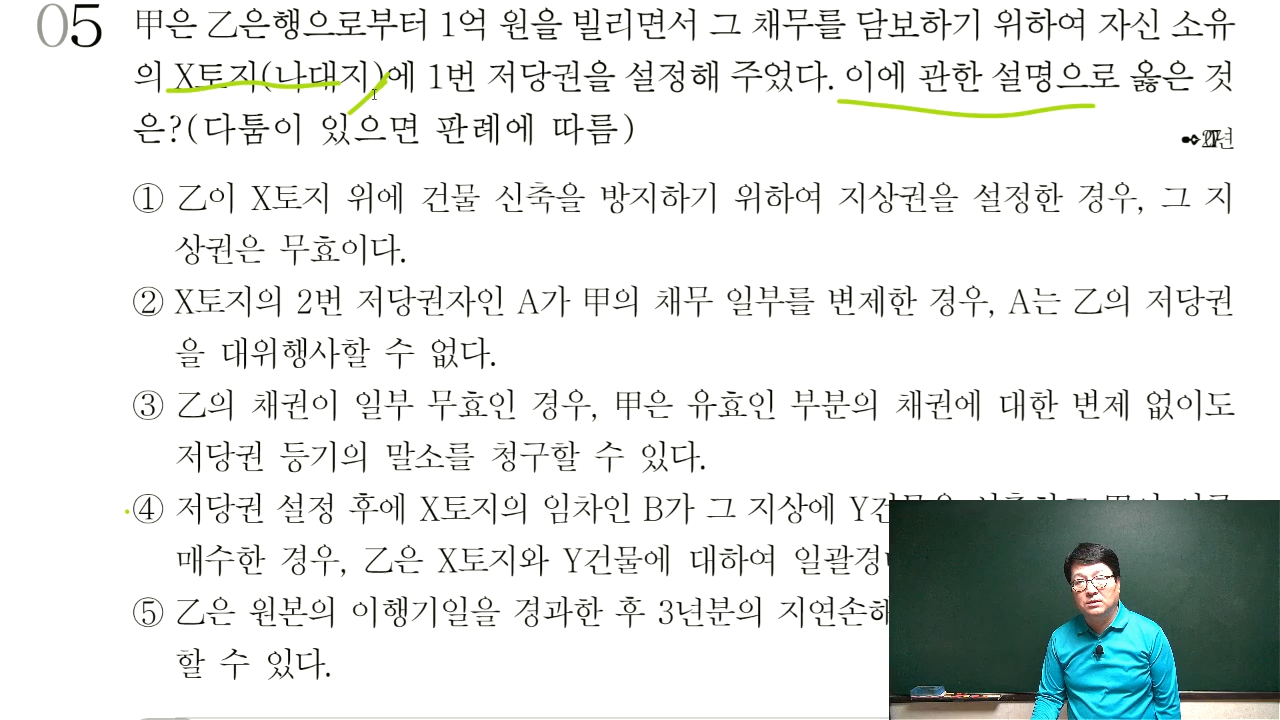 05 甲은 乙은행으로부터 1억 원을 빌리면서 그 채무를 담보하기 위하여 자신 소유
의 X토지(나대지)에 1번 저당권을 설정해 주었다. 이에 관한 설명으로 옳은 것
은?(다툼이 있으면 판례에 따름)
년
① 乙이 X토지 위에 건물 신축을 방지하기 위하여 지상권을 설정한 경우, 그 지
상권은 무효이다.
② X토지의 2번 저당권자인 A가 甲의 채무 일부를 변제한 경우, A는 乙의 저당권
을 대위행사할 수 없다.
③ 乙의 채권이 일부 무효인 경우, 甲은 유효인 부분의 채권에 대한 변제 없이도
저당권 등기의 말소를 청구할 수 있다.
④ 저당권 설정 후에 X토지의 임차인 B가 그 지상에
매수한 경우, 乙은 X토지와 Y건물에 대하여
⑤ 乙은 원본의 이행기일을 경과한 후 3년분의
할 수 있다.